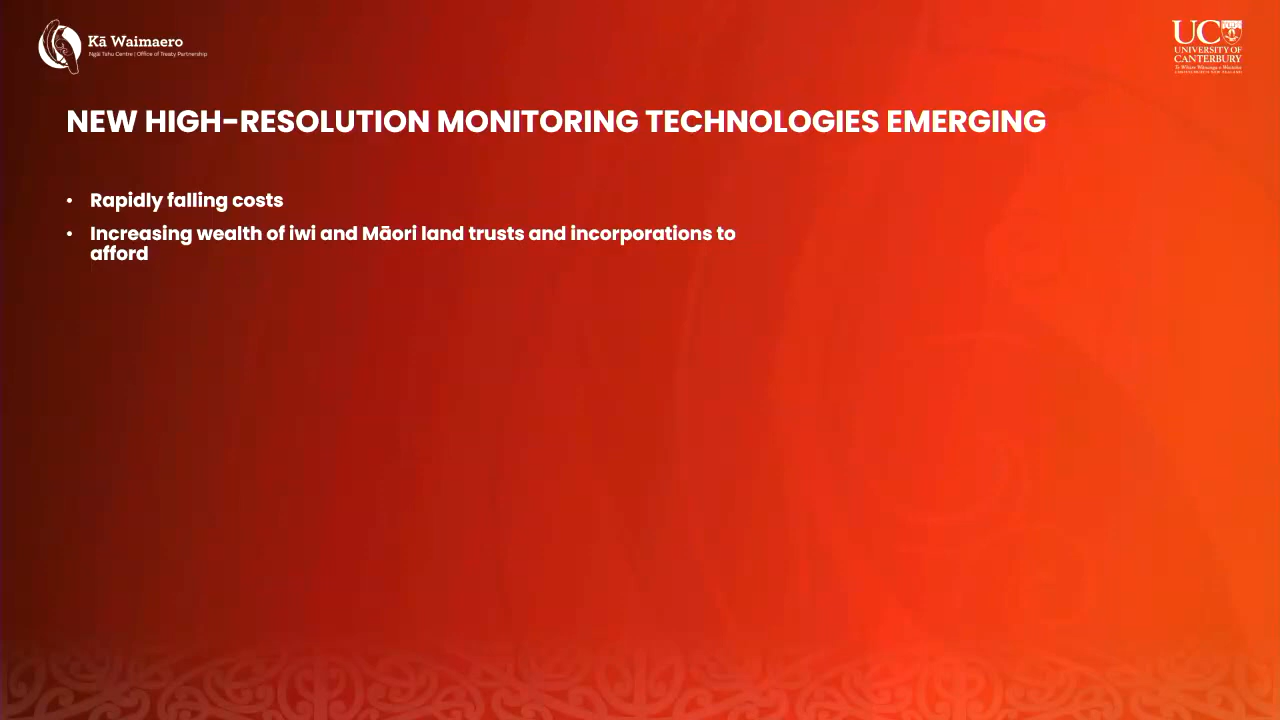 Kā Waimaero
Ngāi Tahu Centre | Office of Treaty Partnership
UC
UNIVERSITY OF
CANTERBURY
Te Whare Wānanga o Waitaha
CHRISTCHURCH NEW ZEALAND
NEW HIGH-RESOLUTION MONITORING TECHNOLOGIES EMERGING
• Rapidly falling costs
• Increasing wealth of iwi and Māori land trusts and incorporations to
afford